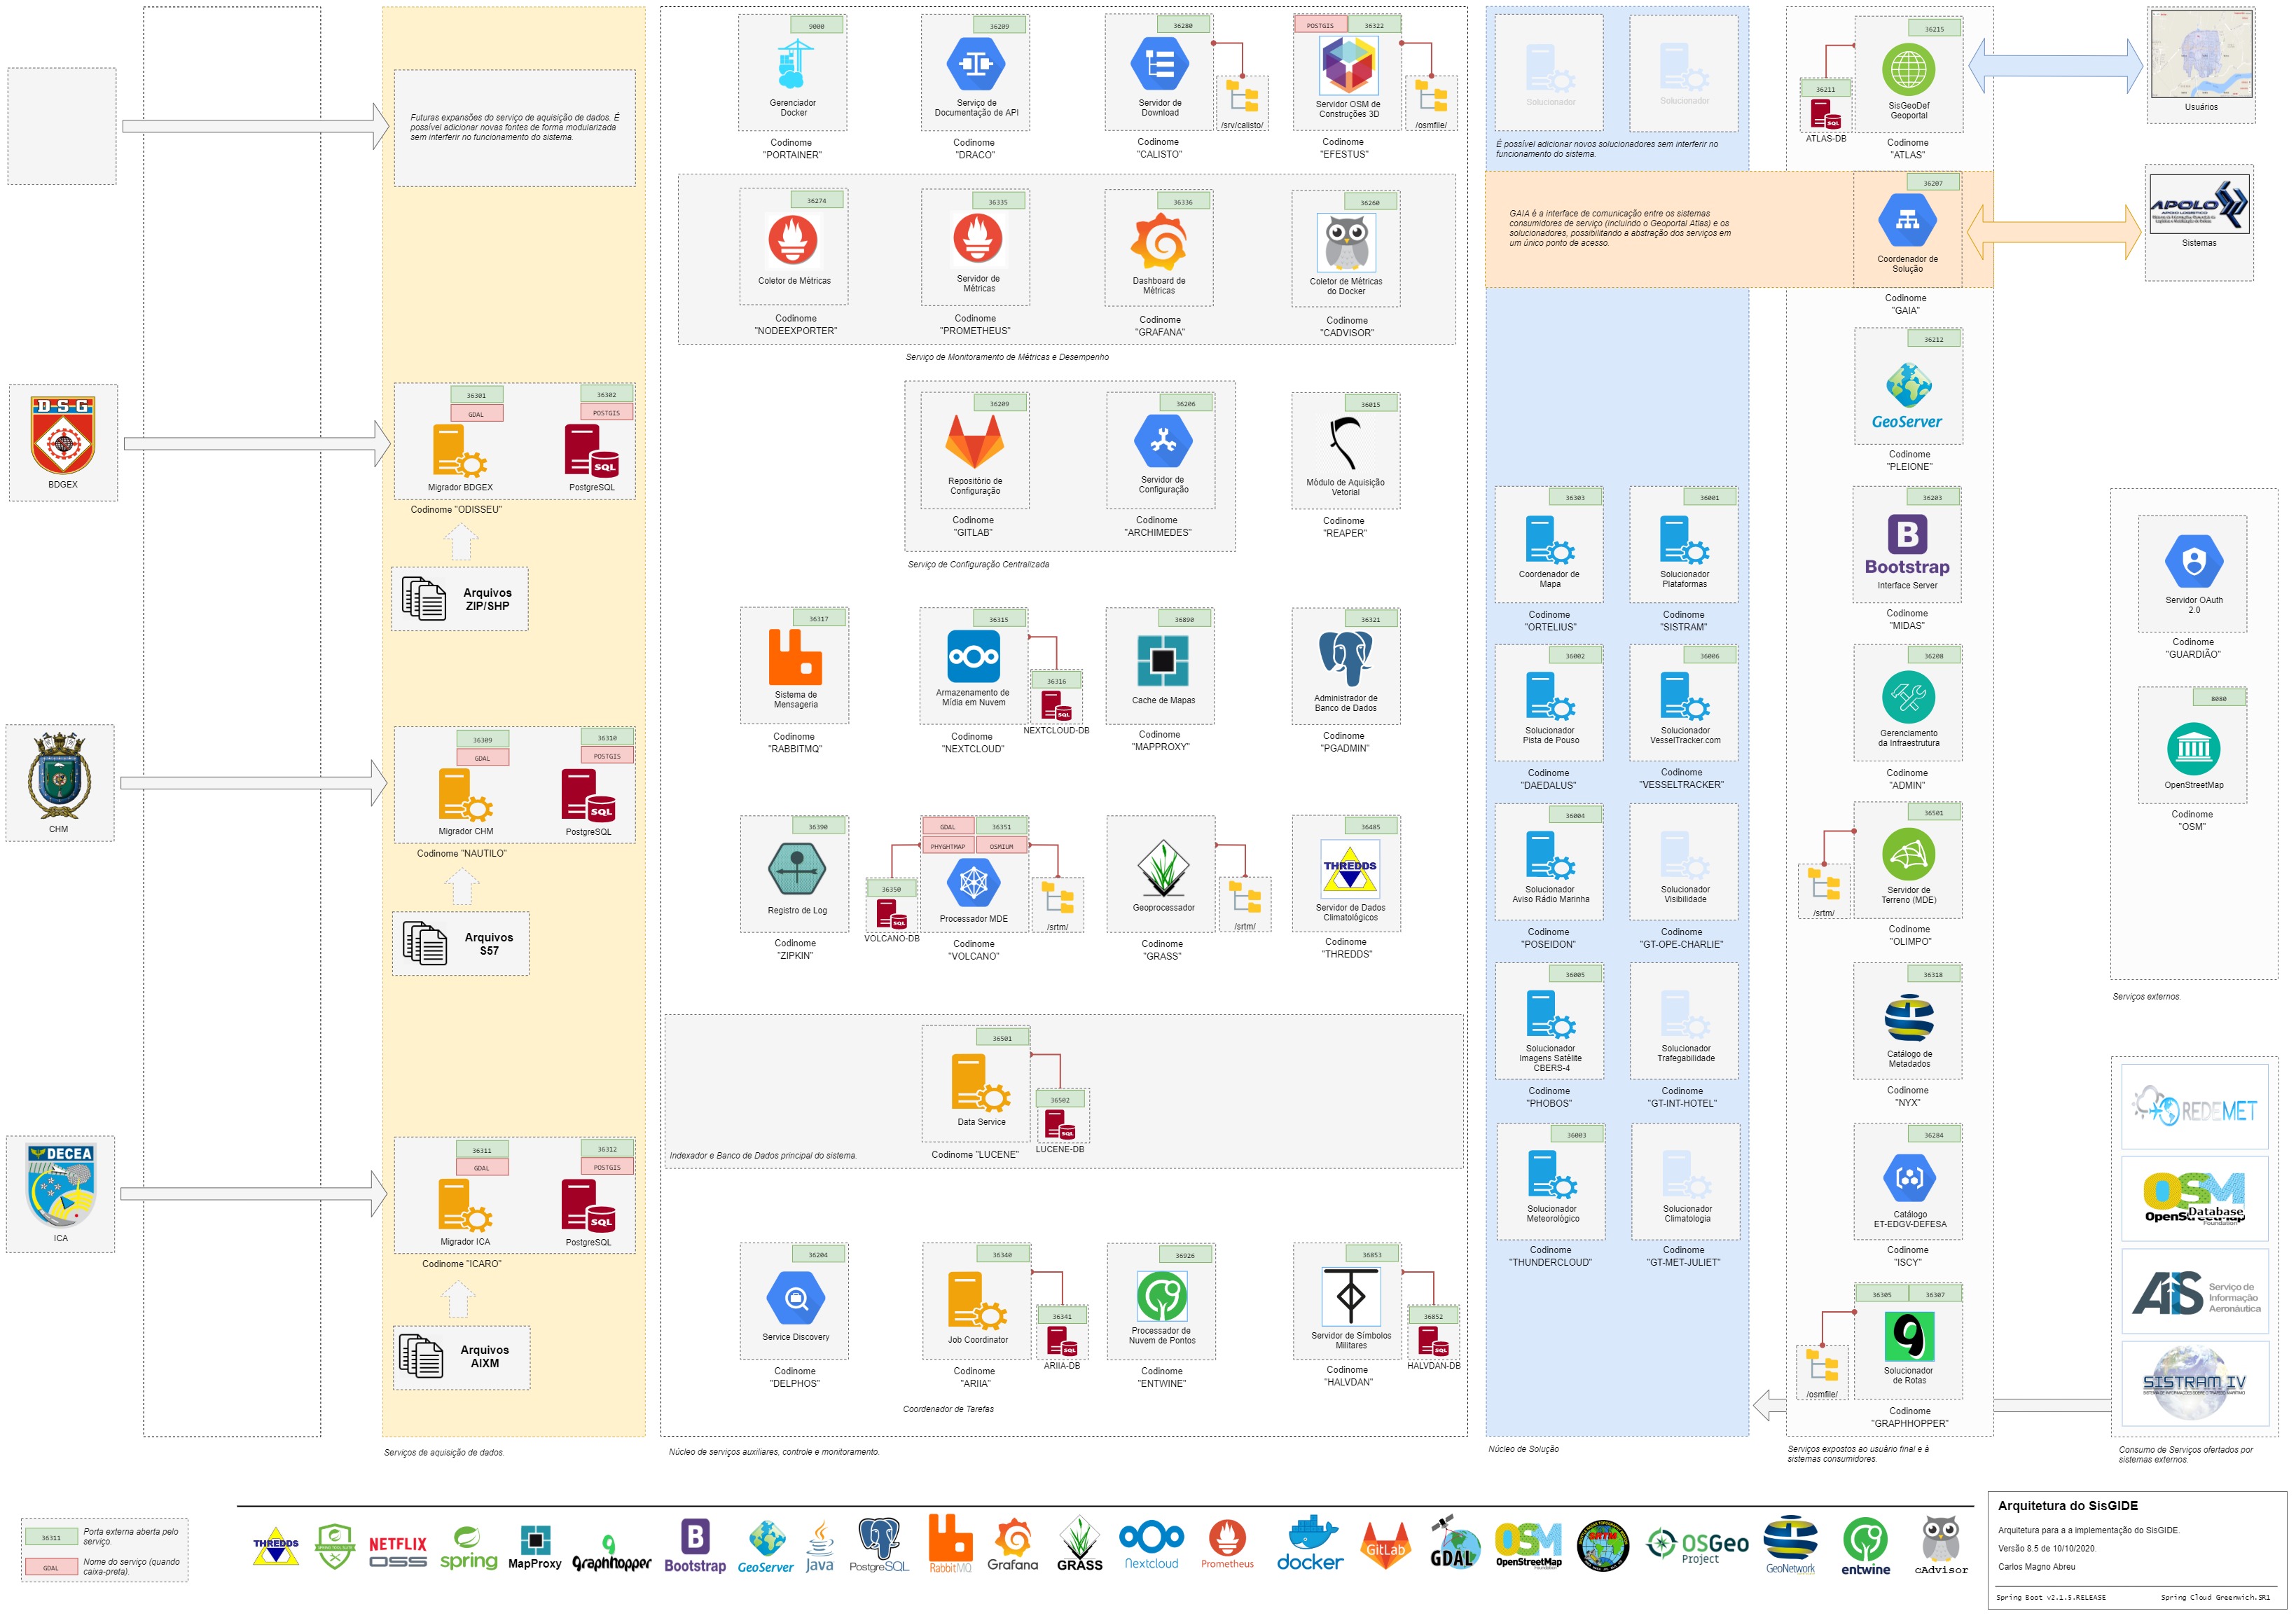 Futuras expansões do serviço de aquisição de dados. É
possível adicionar novas fontes de forma modularizada
sem interferir no funcionamento do sistema.
D S G
BDGEX
36301
GDAL
36302
POSTGIS
Migrador BDGEX
PostgreSQL
Codinome "ODISSEU"
Arquivos
ZIP/SHP
CHM
36309
GDAL
36310
POSTGIS
Migrador CHM
PostgreSQL
Codinome "NAUTILO"
Arquivos
S57
DECEA
ICA
36311
GDAL
36312
POSTGIS
Migrador ICA
PostgreSQL
Codinome "ICARO"
Arquivos
AIXM
Serviços de aquisição de dados.
9000
Gerenciador
Docker
Codinome
"PORTAINER"
36209
Serviço de
Documentação de API
Codinome
"DRACO"
36280
Servidor de
Download
/srv/calisto/
Codinome
"CALISTO"
POSTGIS
36322
Servidor OSM de
Construções 3D
/osmfile/
Codinome
"EFESTUS"
36274
Coletor de Métricas
Codinome
"NODEEXPORTER"
36335
Servidor de
Métricas
Codinome
"PROMETHEUS"
36336
Dashboard de
Métricas
Codinome
"GRAFANA"
36260
Coletor de Métricas
do Docker
Codinome
"CADVISOR"
Serviço de Monitoramento de Métricas e Desempenho
36209
Repositório de
Configuração
Codinome
"GITLAB"
36206
Servidor de
Configuração
Codinome
"ARCHIMEDES"
36015
Módulo de Aquisição
Vetorial
Codinome
"REAPER"
Serviço de Configuração Centralizada
36317
Sistema de
Mensageria
Codinome
"RABBITMQ"
36315
Armazenamento de
Mídia em Nuvem
Codinome
"NEXTCLOUD"
36316
SQL
NEXTCLOUD-DB
36890
Cache de Mapas
Codinome
"MAPPROXY"
36321
Administrador de
Banco de Dados
Codinome
"PGADMIN"
36390
Registro de Log
Codinome
"ZIPKIN"
36350
SQL
VOLCANO-DB
GDAL
36351
PHYGHTMAP
OSMIUM
Processador MDE
/srtm/
Codinome
"VOLCANO"
Geoprocessador
/srtm/
Codinome
"GRASS"
36485
THREDDS
Servidor de Dados
Climatológicos
Codinome
"THREDDS"
36501
Data Service
Codinome "LUCENE"
36502
SQL
LUCENE-DB
Indexador e Banco de Dados principal do sistema.
36204
Service Discovery
Codinome
"DELPHOS"
36340
Job Coordinator
Codinome
"ARIIA"
36341
SQL
ARIIA-DB
36926
Processador de
Nuvem de Pontos
Codinome
"ENTWINE"
36853
Servidor de Símbolos
Militares
Codinome
"HALVDAN"
36852
SQL
HALVDAN-DB
Coordenador de Tarefas
Núcleo de serviços auxiliares, controle e monitoramento.
Solucionador
Solucionador
É possível adicionar novos solucionadores sem interferir no
funcionamento do sistema.
GAIA é a interface de comunicação entre os sistemas
consumidores de serviço (incluindo o Geoportal Atlas) e os
solucionadores, possibilitando a abstração dos serviços em
um único ponto de acesso.
36303
Coordenador de
Mapa
Codinome
"ORTELIUS"
36001
Solucionador
Plataformas
Codinome
"SISTRAM"
36002
Solucionador
Pista de Pouso
Codinome
"DAEDALUS"
36006
Solucionador
VesselTracker.com
Codinome
"VESSELTRACKER"
36004
Solucionador
Aviso Rádio Marinha
Codinome
"POSEIDON"
Solucionador
Visibilidade
Codinome
"GT-OPE-CHARLIE"
36005
Solucionador
Imagens Satélite
CBERS-4
Codinome
"PHOBOS"
Solucionador
Trafegabilidade
Codinome
"GT-INT-HOTEL"
36003
Solucionador
Meteorológico
Codinome
"THUNDERCLOUD"
Solucionador
Climatologia
Codinome
"GT-MET-JULIET"
Núcleo de Solução
36215
SisGeoDef
Geoportal
36211
SQL
ATLAS-DB
Codinome
"ATLAS"
36207
Coordenador de
Solução
Codinome
"GAIA"
36212
GeoServer
Codinome
"PLEIONE"
36203
B
Bootstrap
Interface Server
Codinome
"MIDAS"
36208
Gerenciamento
da Infraestrutura
Codinome
"ADMIN"
36501
Servidor de
Terreno (MDE)
/srtm/
Codinome
"OLIMPO"
36318
Catálogo de
Metadados
Codinome
"NYX"
36284
Catálogo
ET-EDGV-DEFESA
Codinome
"ISCY"
36305
36307
Solucionador
de Rotas
/osmfile/
Codinome
"GRAPHHOPPER"
Serviços expostos ao usuário final e à
sistemas consumidores.
Usuários
APOLO
APOIO LOGÍSTICO
Sistemas
Servidor OAuth
2.0
Codinome
"GUARDIÃO"
8080
OpenStreetMap
Codinome
"OSM"
Serviços externos.
REDEMET
OSM
Database
OpenStreetMap
Foundation
AIS
Serviço de
Informação
Aeronáutica
SISTRAM IV
SISTEMA DE INFORMAÇÕES SOBRE O TRÁFEGO MARÍTIMO
Consumo de Serviços ofertados por
sistemas externos.
36311
Porta externa aberta pelo
serviço.
GDAL
Nome do serviço (quando
caixa-preta).
THREDDS
SPRING TOOL SUITE
NETFLIX
OSS
spring
MapProxy
Graphhopper
B
Bootstrap
GeoServer
Java
PostgreSQL
RabbitMQ
Grafana
GRASS
Nextcloud
Prometheus
docker
GitLab
GDAL
OSM
OpenStreetMap
Foundation
SRTM
OSGeo
Project
GeoNetwork
entwine
cAdvisor
Arquitetura do SisGIDE
Arquitetura para a a implementação do SisGIDE.
Versão 8.5 de 10/10/2020.
Carlos Magno Abreu
Spring Boot v2.1.5.RELEASE
Spring Cloud Greenwich.SR1